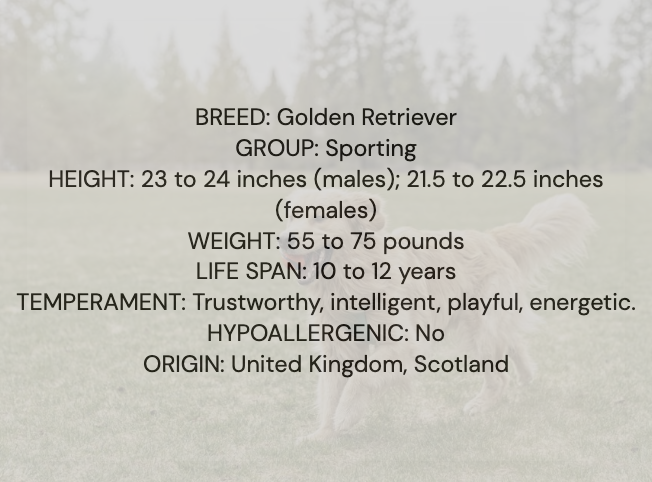 BREED: Golden Retriever
GROUP: Sporting
HEIGHT: 23 to 24 inches (males); 21.5 to 22.5 inches
(females)
WEIGHT: 55 to 75 pounds
LIFE SPAN: 10 to 12 years
TEMPERAMENT: Trustworthy, intelligent, playful, energetic.
HYPOALLERGENIC: No
ORIGIN: United Kingdom, Scotland